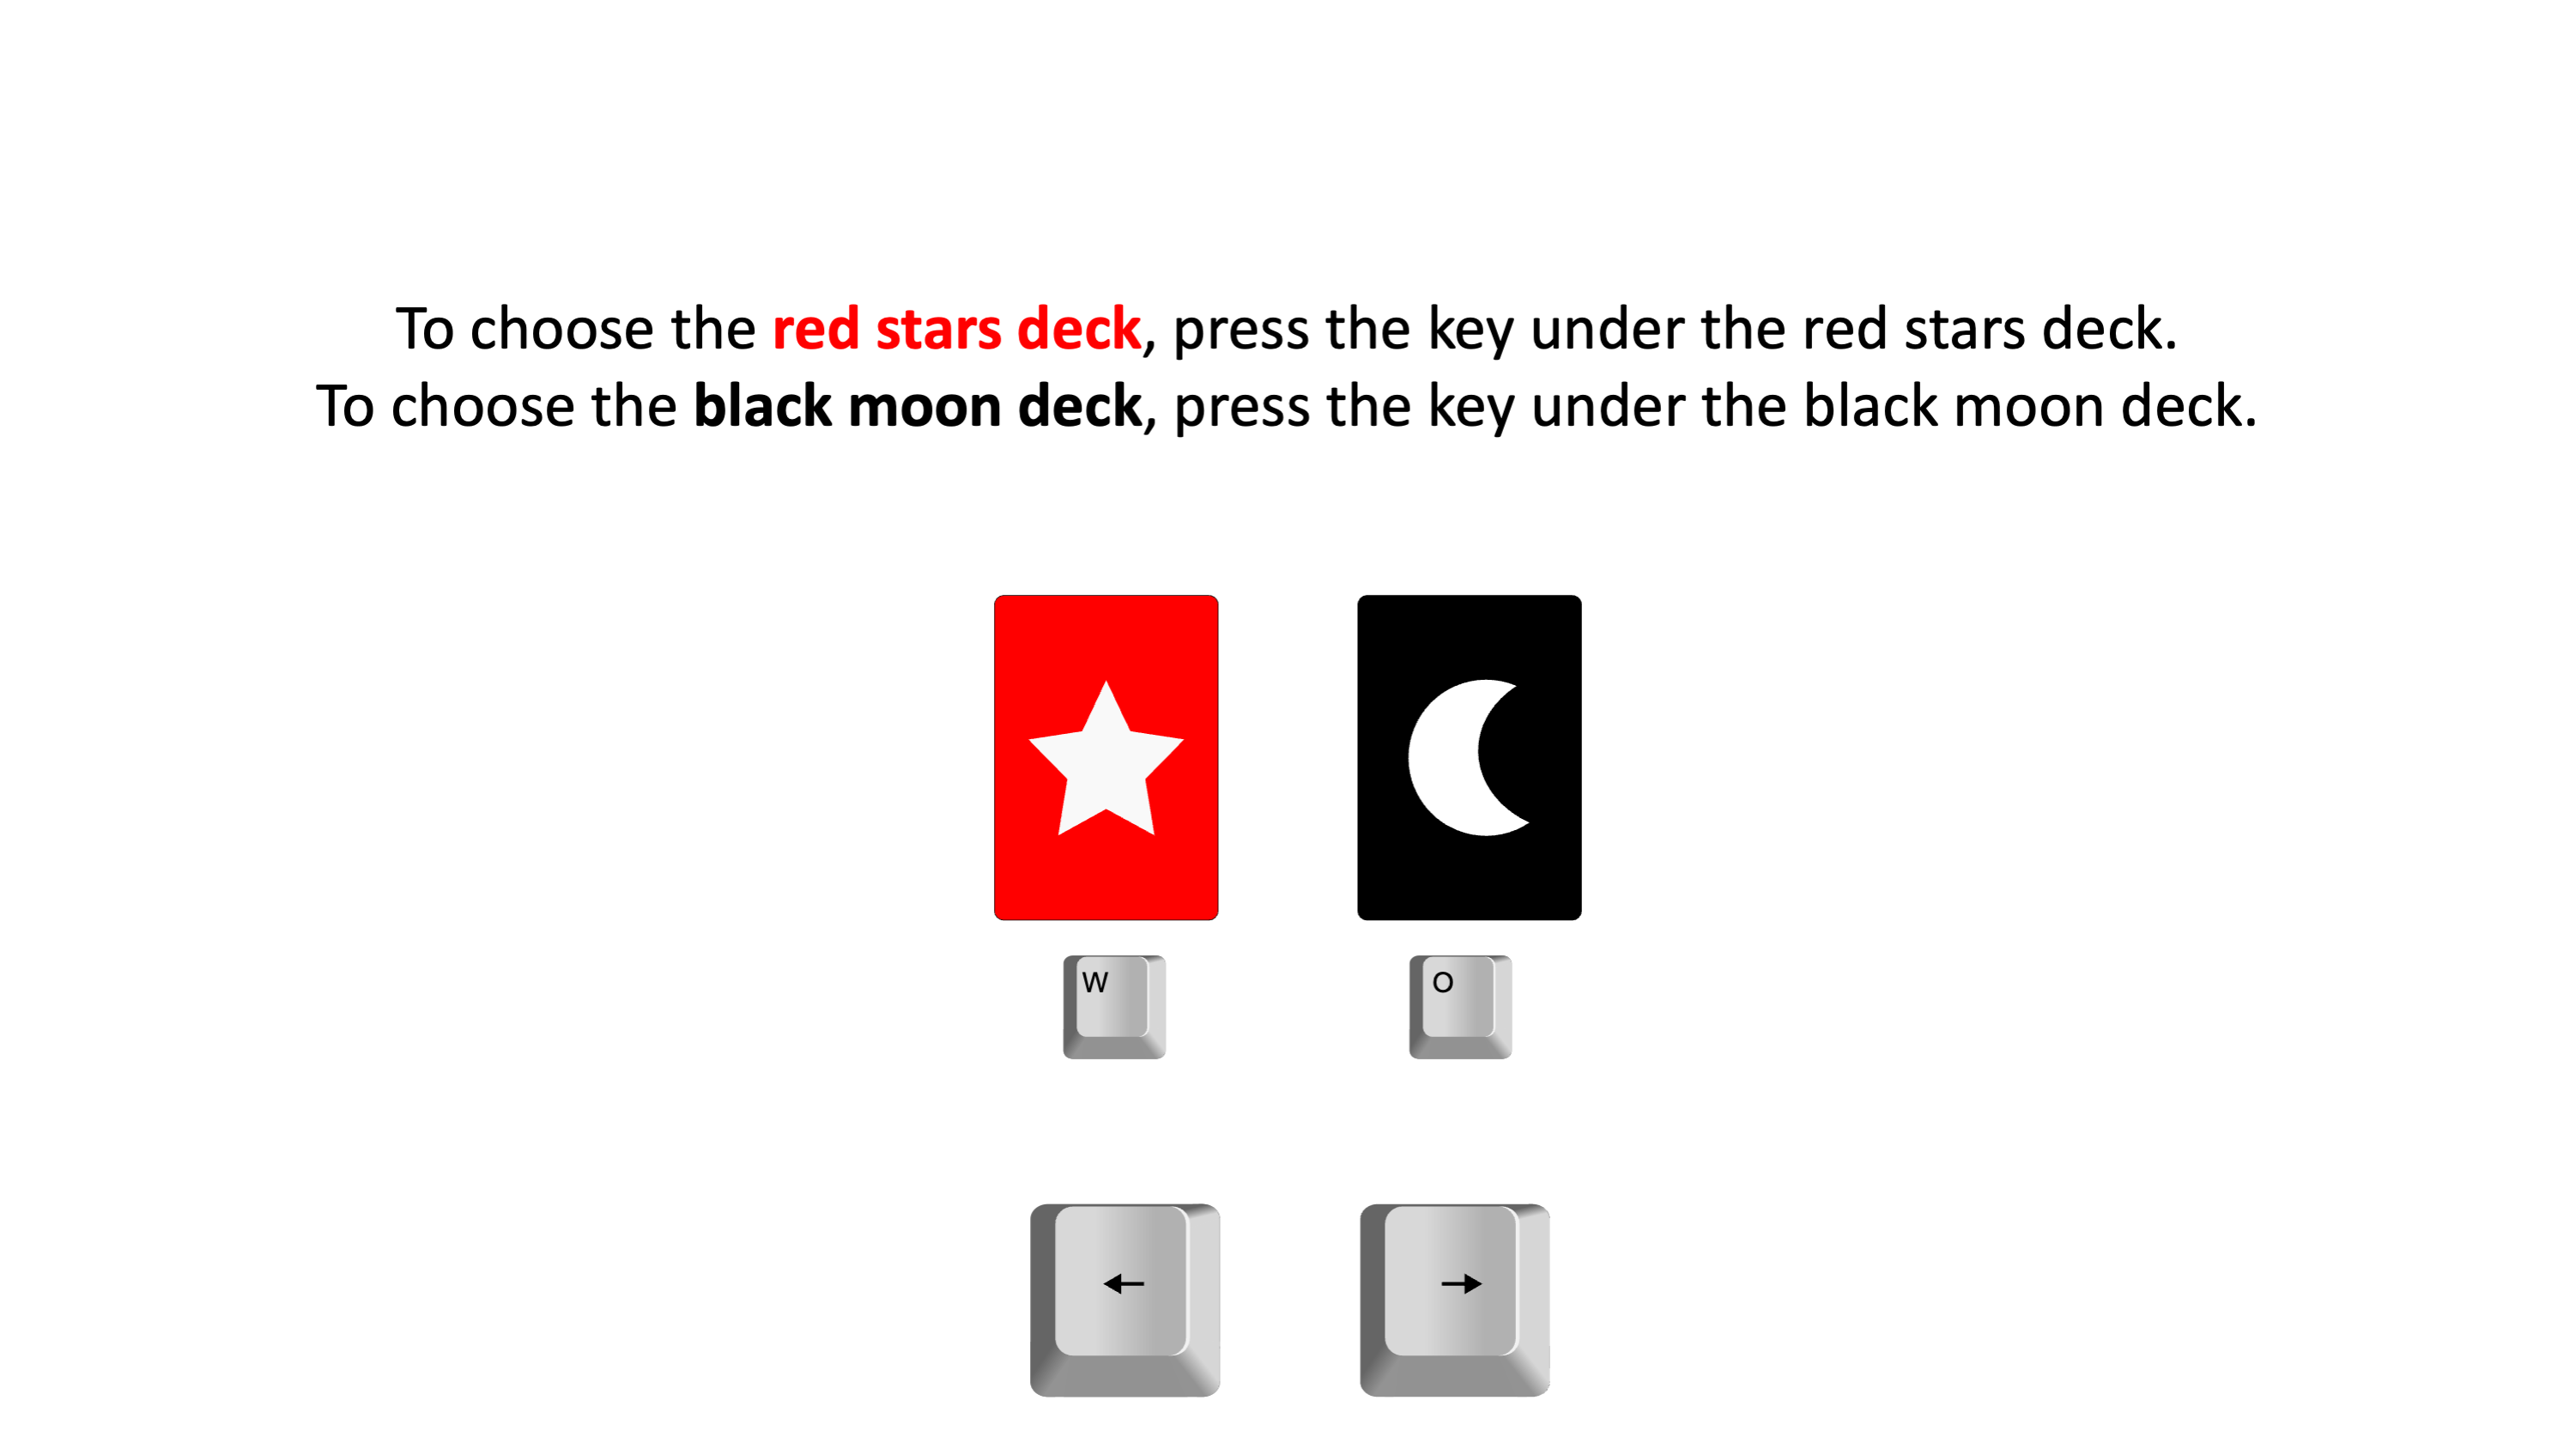 To choose the red stars deck, press the key under the red stars deck.
To choose the black moon deck, press the key under the black moon deck.
W O
← →